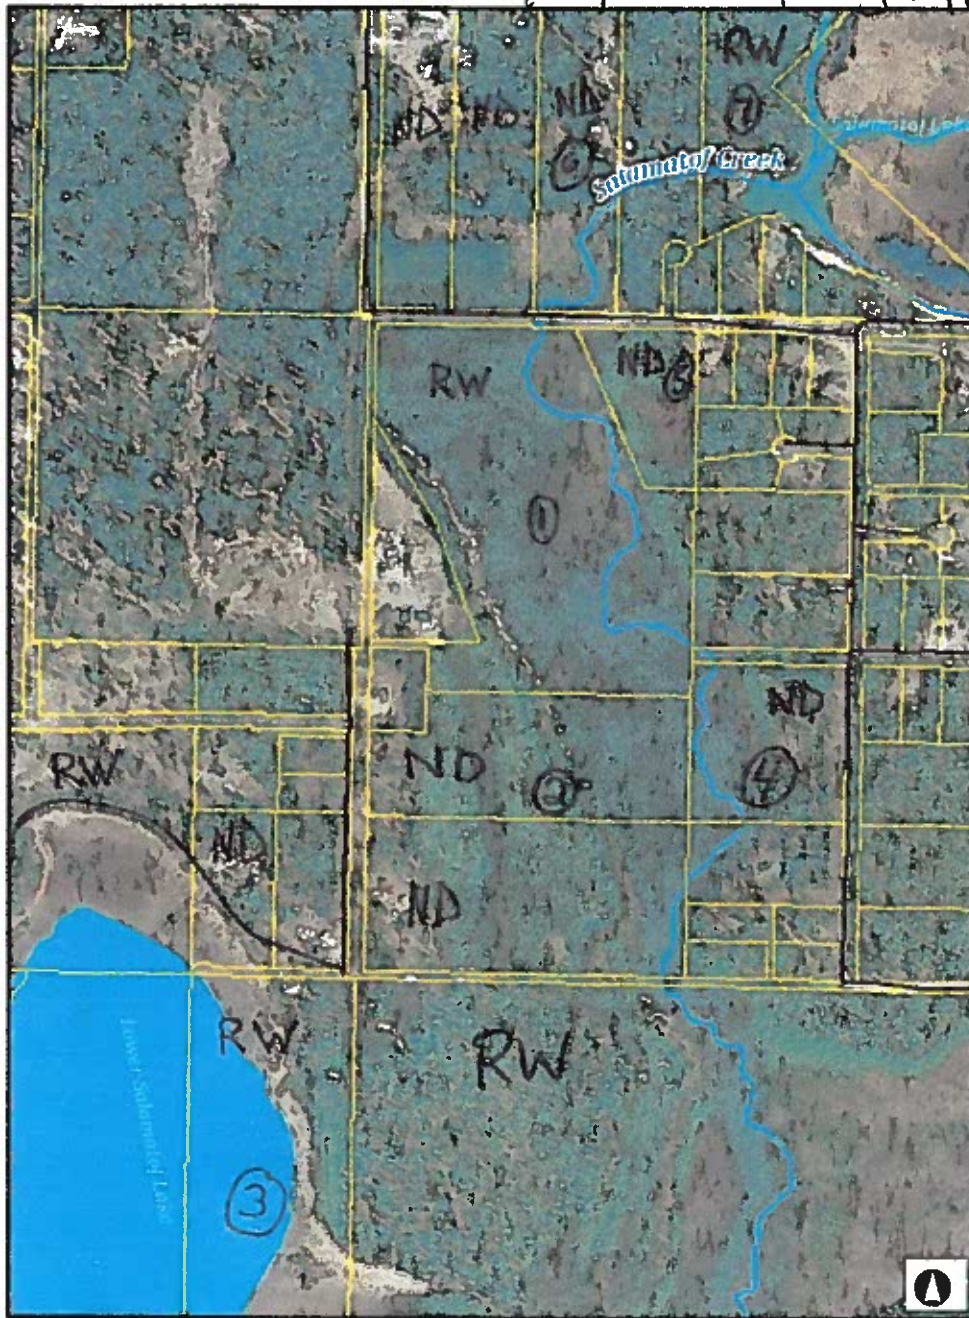 RW
ND ND ND
7
6
Salamatof Creek
RW
ND 5
1
ND
RW
ND
2
4
ND
ND
RW
RW
Lower Salamatof Lake
3